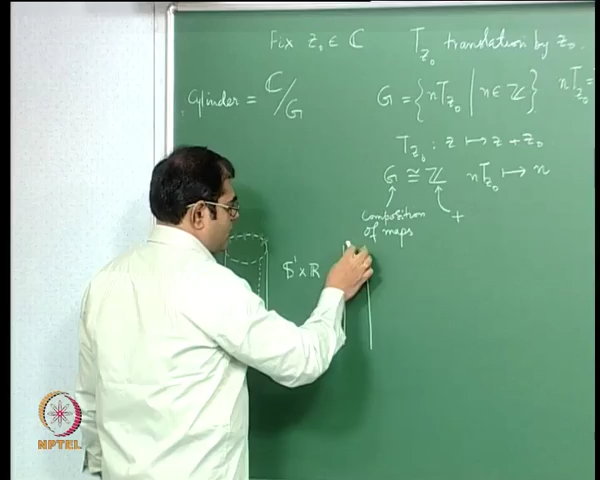 Fix z₀ ∈ ℂ    T_{z₀} translation by z₀.
Cylinder = ℂ/G    G = { nT_{z₀} | n ∈ ℤ }    nT_{z₀} =
T_{z₀} : z ⟼ z + z₀
G ≅ ℤ    nT_{z₀} ⟼ n
composition of maps    +
S¹ × ℝ
NPTEL